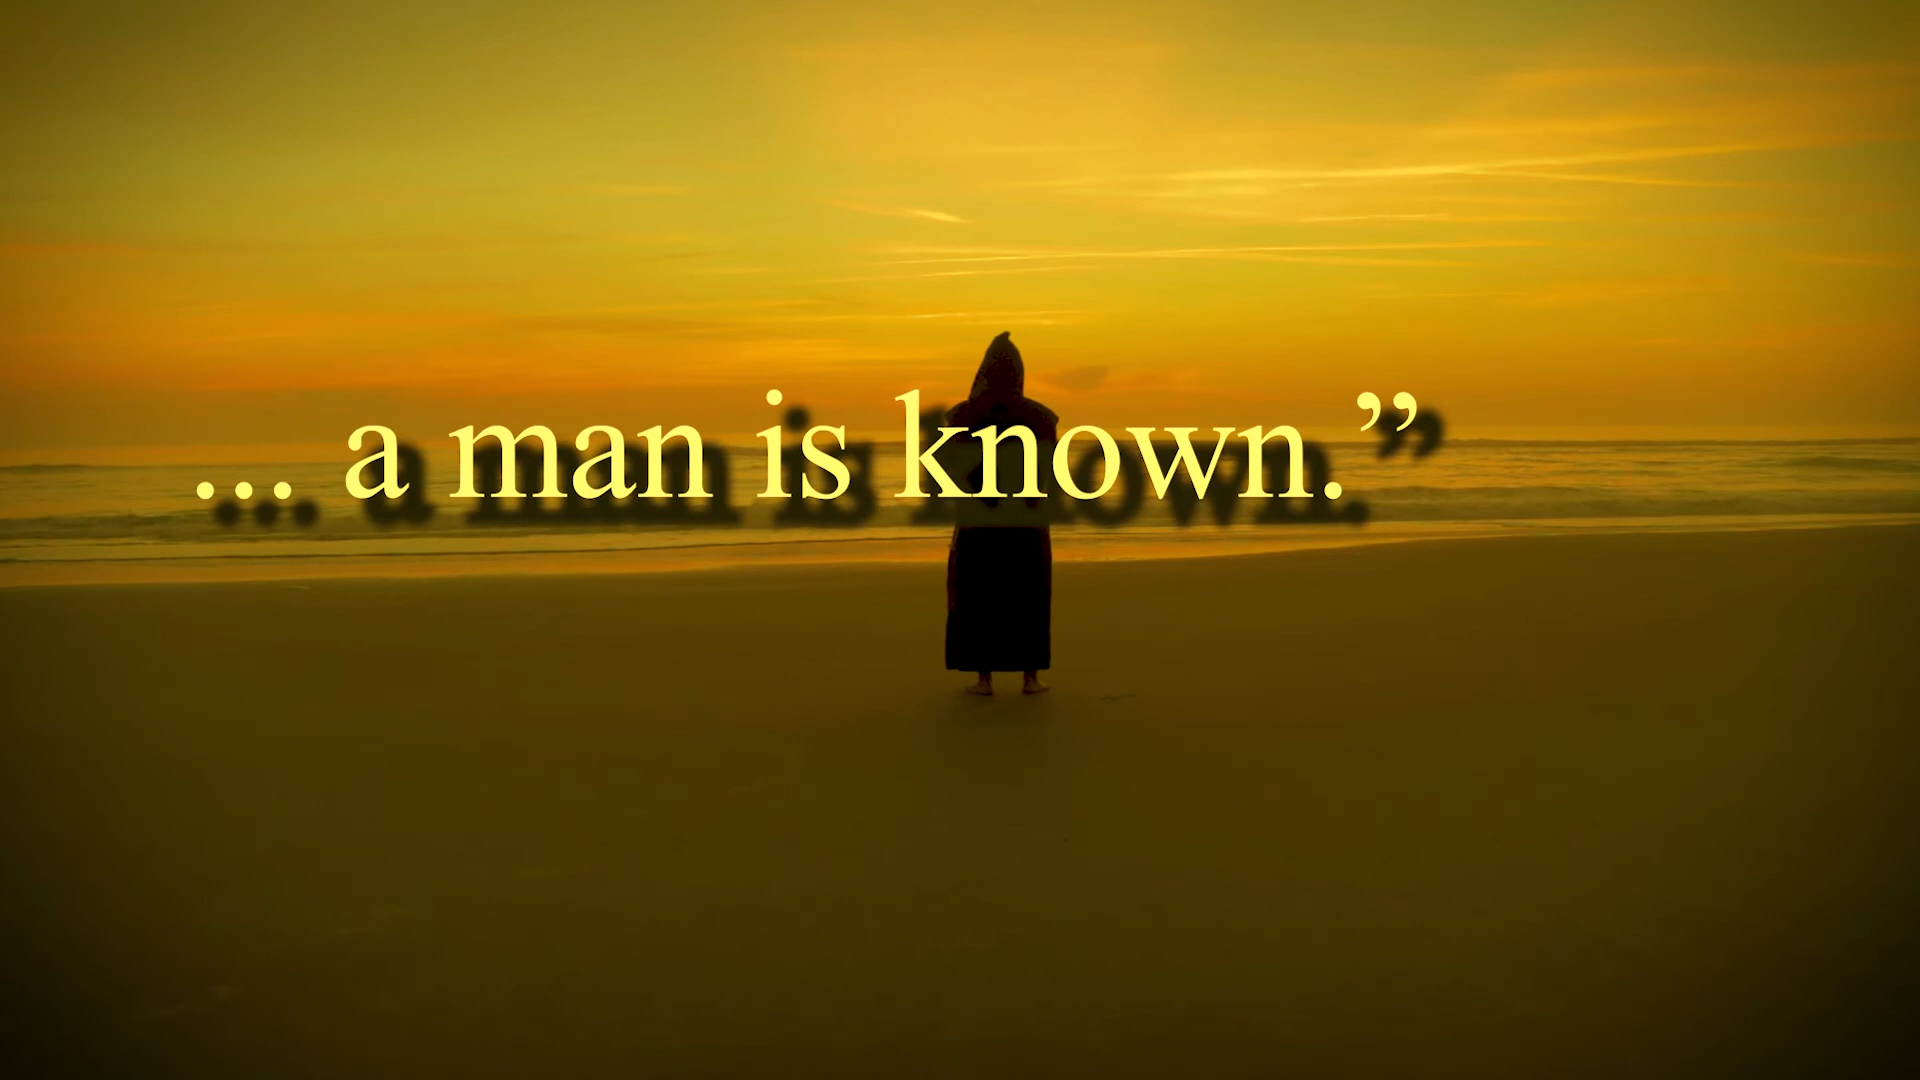 ... a man is known.”